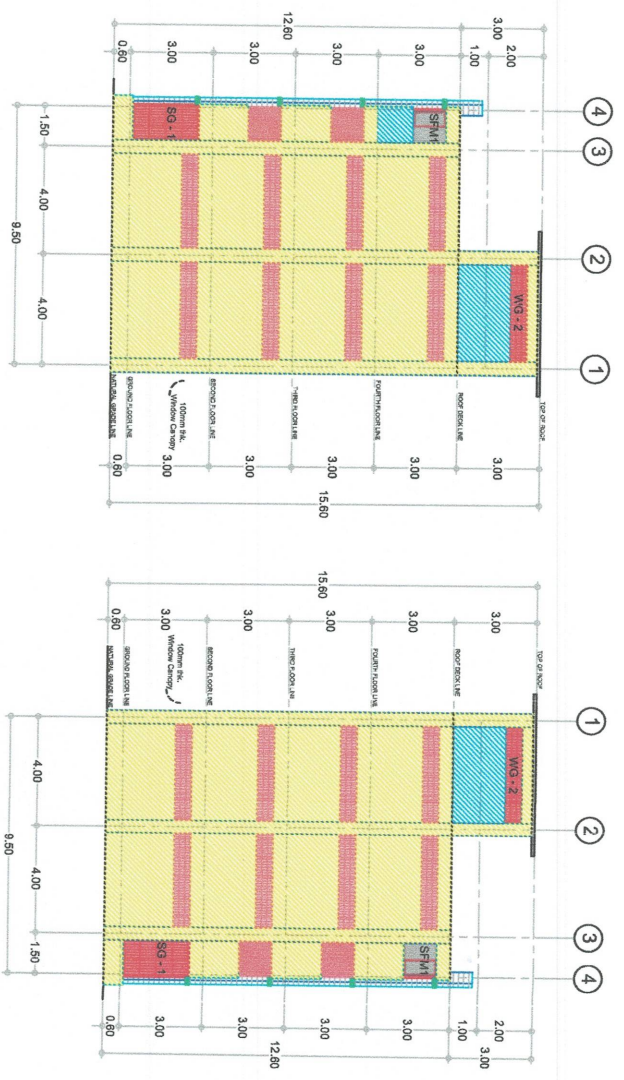 12.60
3.00
0.60
3.00
3.00
3.00
3.00
1.00
2.00
4
3
2
1
SG - 1
SFM1
WG - 2
1.50
4.00
4.00
9.50
NATURAL GRADE LINE
GROUND FLOOR LINE
100mm thk.
Window Canopy
SECOND FLOOR LINE
THIRD FLOOR LINE
FOURTH FLOOR LINE
ROOF DECK LINE
TOP OF ROOF
0.60
3.00
3.00
3.00
3.00
3.00
15.60
15.60
0.60
3.00
3.00
3.00
3.00
3.00
NATURAL GRADE LINE
GROUND FLOOR LINE
100mm thk.
Window Canopy
SECOND FLOOR LINE
THIRD FLOOR LINE
FOURTH FLOOR LINE
ROOF DECK LINE
TOP OF ROOF
1
2
3
4
WG - 2
SFM1
SG - 1
4.00
4.00
1.50
9.50
0.60
3.00
3.00
3.00
3.00
1.00
2.00
12.60
3.00